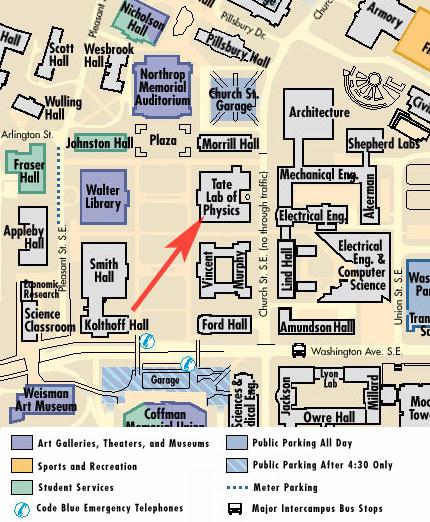 Nicholson
Hall
Pleasant St.
Pillsbury Dr.
Church
Armory
Hall
Scott
Hall
Wesbrook
Hall
Pillsbury Hall
Northrop
Memorial
Auditorium
Church St.
Garage
Wulling
Hall
Architecture
Arlington St.
Johnston Hall
Plaza
Morrill Hall
Shepherd Labs
Fraser
Hall
Walter
Library
Tate
Lab of
Physics
Mechanical Eng.
Akerman
Electrical Eng.
Appleby
Hall
Pleasant St. S.E.
Smith
Hall
Vincent
Murphy
Church St. S.E. (no through traffic)
Lind Hall
Electrical
Eng. &
Computer
Science
Union St. S.E.
Economic
Research
Science
Classroom
Kolthoff Hall
Ford Hall
Amundson Hall
Washington Ave. S.E.
Garage
Weisman
Art Museum
Coffman
Memorial Union
Jackson
Lyon
Lab
Millard
Owre Hall
Art Galleries, Theaters, and Museums
Sports and Recreation
Student Services
Code Blue Emergency Telephones
Public Parking All Day
Public Parking After 4:30 Only
Meter Parking
Major Intercampus Bus Stops